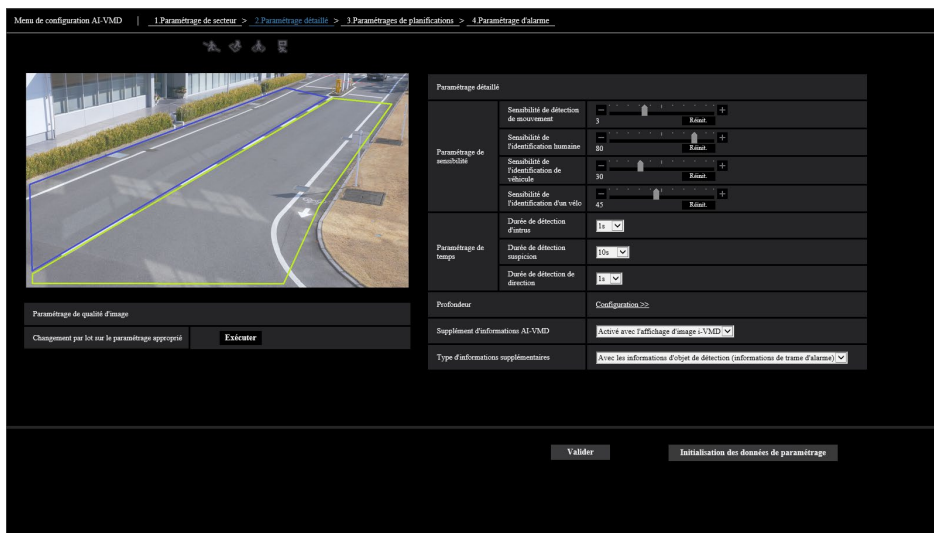 Menu de configuration AI-VMD | 1.Paramétrage de secteur > 2.Paramétrage détaillé > 3.Paramétrages de planifications > 4.Paramétrage d'alarme
Paramétrage détaillé
Paramétrage de sensibilité
Sensibilité de détection
de mouvement
3
Réinit.
Sensibilité de
l'identification humaine
80
Réinit.
Sensibilité de
l'identification de
véhicule
30
Réinit.
Sensibilité de
l'identification d'un vélo
45
Réinit.
Paramétrage de
temps
Durée de détection
d'intrus
1s
Durée de détection
suspicion
10s
Durée de détection de
direction
1s
Profondeur
Configuration >>
Supplément d'informations AI-VMD
Activé avec l'affichage d'image i-VMD
Type d'informations supplémentaires
Avec les informations d'objet de détection (informations de trame d'alarme)
Paramétrage de qualité d'image
Changement par lot sur le paramétrage approprié
Exécuter
Valider
Initialisation des données de paramétrage